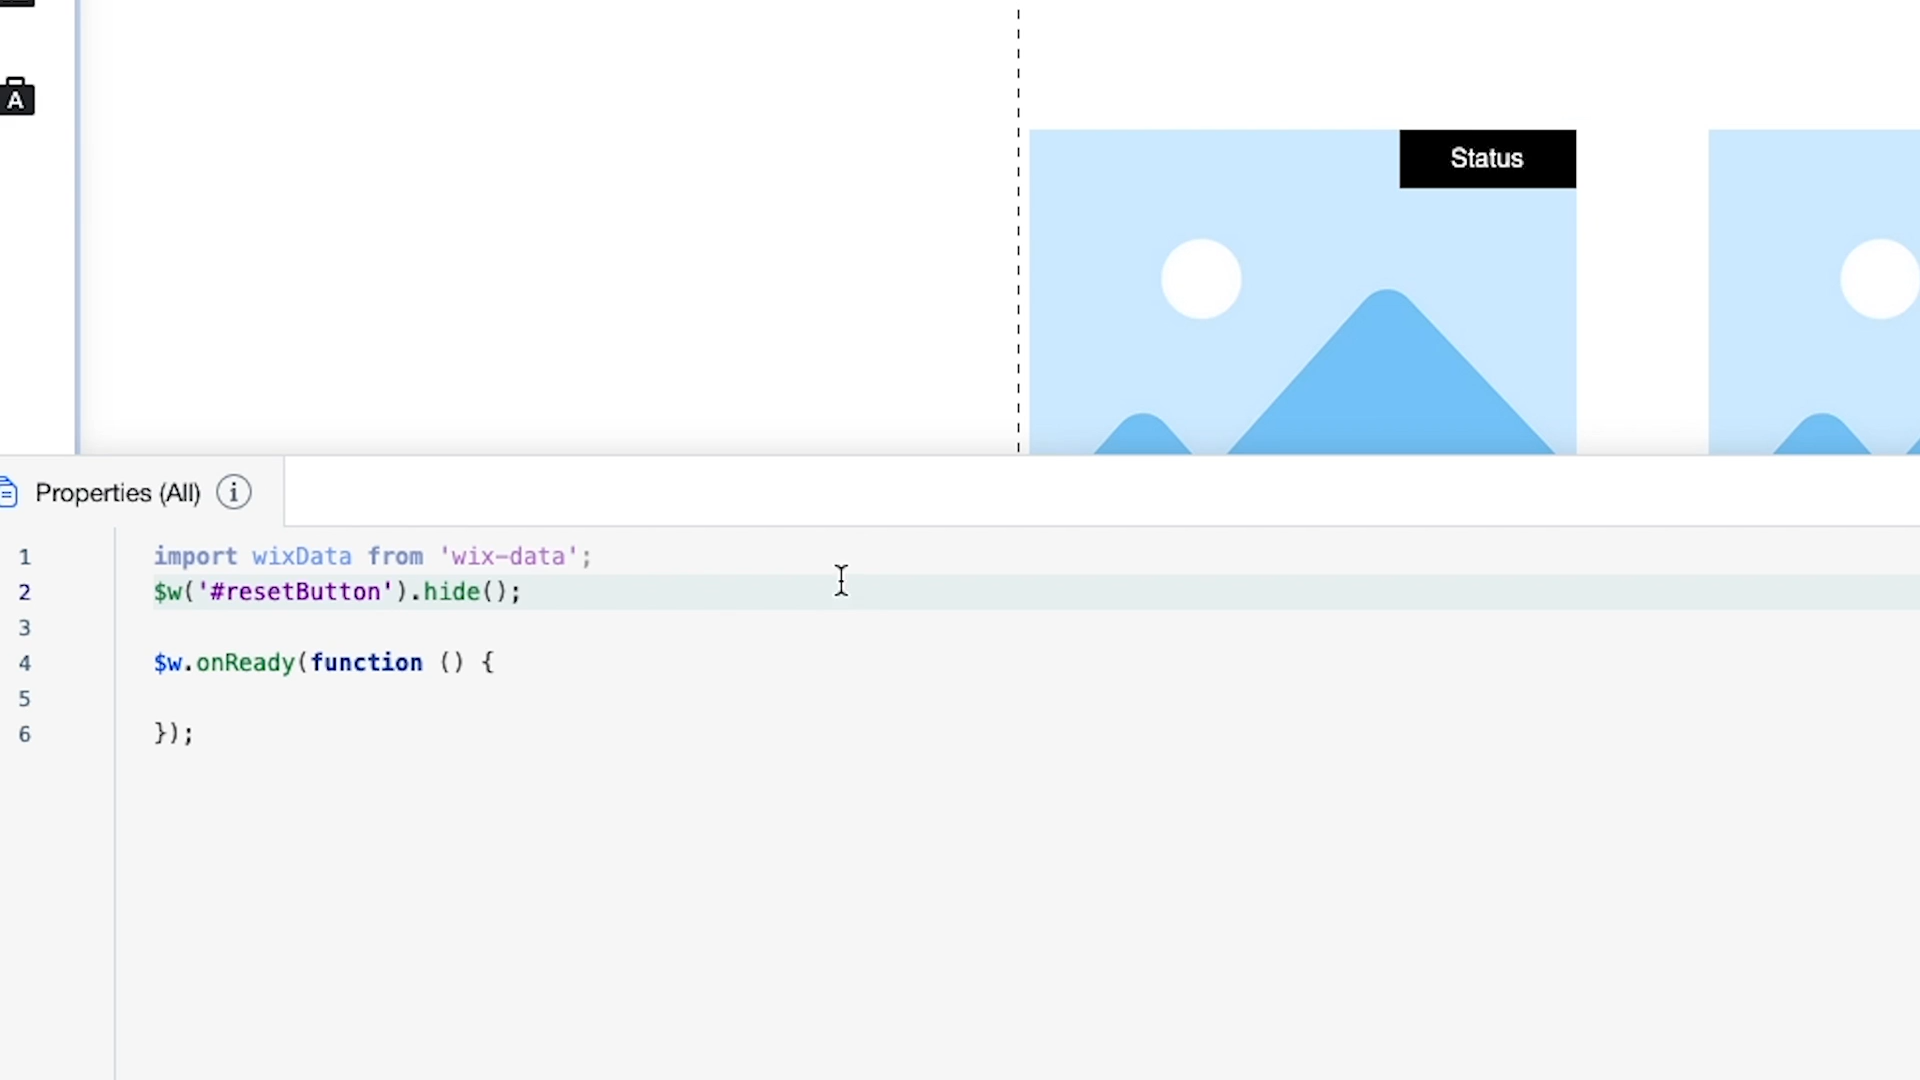 A
Status
Properties (All) i
1 import wixData from 'wix-data';
2 $w('#resetButton').hide();
3
4 $w.onReady(function () {
5
6 });